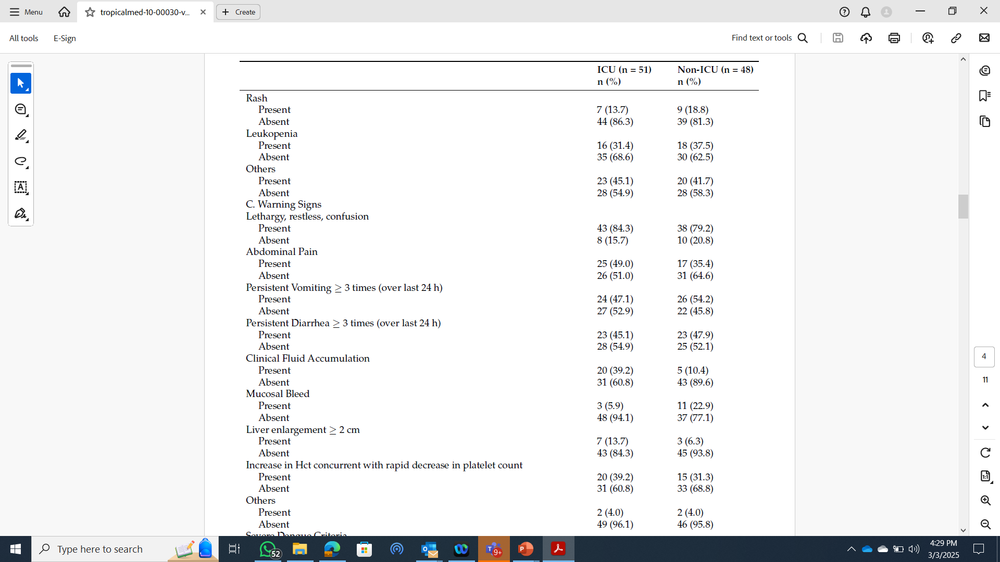 Menu
tropicalmed-10-00030-v...
Create
All tools
E-Sign
Find text or tools
ICU (n = 51) Non-ICU (n = 48)
n (%) n (%)
Rash
Present 7 (13.7) 9 (18.8)
Absent 44 (86.3) 39 (81.3)
Leukopenia
Present 16 (31.4) 18 (37.5)
Absent 35 (68.6) 30 (62.5)
Others
Present 23 (45.1) 20 (41.7)
Absent 28 (54.9) 28 (58.3)
C. Warning Signs
Lethargy, restless, confusion
Present 43 (84.3) 38 (79.2)
Absent 8 (15.7) 10 (20.8)
Abdominal Pain
Present 25 (49.0) 17 (35.4)
Absent 26 (51.0) 31 (64.6)
Persistent Vomiting ≥ 3 times (over last 24 h)
Present 24 (47.1) 26 (54.2)
Absent 27 (52.9) 22 (45.8)
Persistent Diarrhea ≥ 3 times (over last 24 h)
Present 23 (45.1) 23 (47.9)
Absent 28 (54.9) 25 (52.1)
Clinical Fluid Accumulation
Present 20 (39.2) 5 (10.4)
Absent 31 (60.8) 43 (89.6)
Mucosal Bleed
Present 3 (5.9) 11 (22.9)
Absent 48 (94.1) 37 (77.1)
Liver enlargement ≥ 2 cm
Present 7 (13.7) 3 (6.3)
Absent 43 (84.3) 45 (93.8)
Increase in Hct concurrent with rapid decrease in platelet count
Present 20 (39.2) 15 (31.3)
Absent 31 (60.8) 33 (68.8)
Others
Present 2 (4.0) 2 (4.0)
Absent 49 (96.1) 46 (95.8)
Severe Dengue Criteria
4
11
1:1
Type here to search
52
9+
4:29 PM
3/3/2025